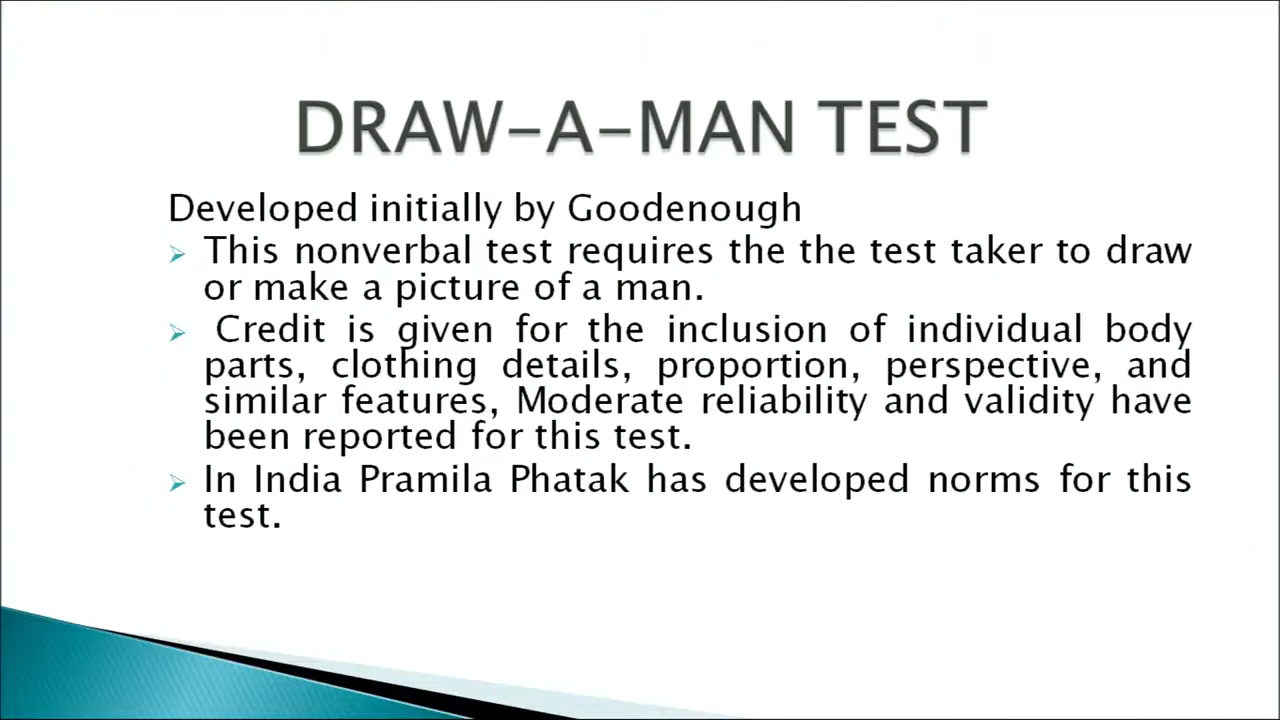 DRAW-A-MAN TEST
Developed initially by Goodenough
This nonverbal test requires the the test taker to draw
or make a picture of a man.
Credit is given for the inclusion of individual body
parts, clothing details, proportion, perspective, and
similar features, Moderate reliability and validity have
been reported for this test.
In India Pramila Phatak has developed norms for this
test.